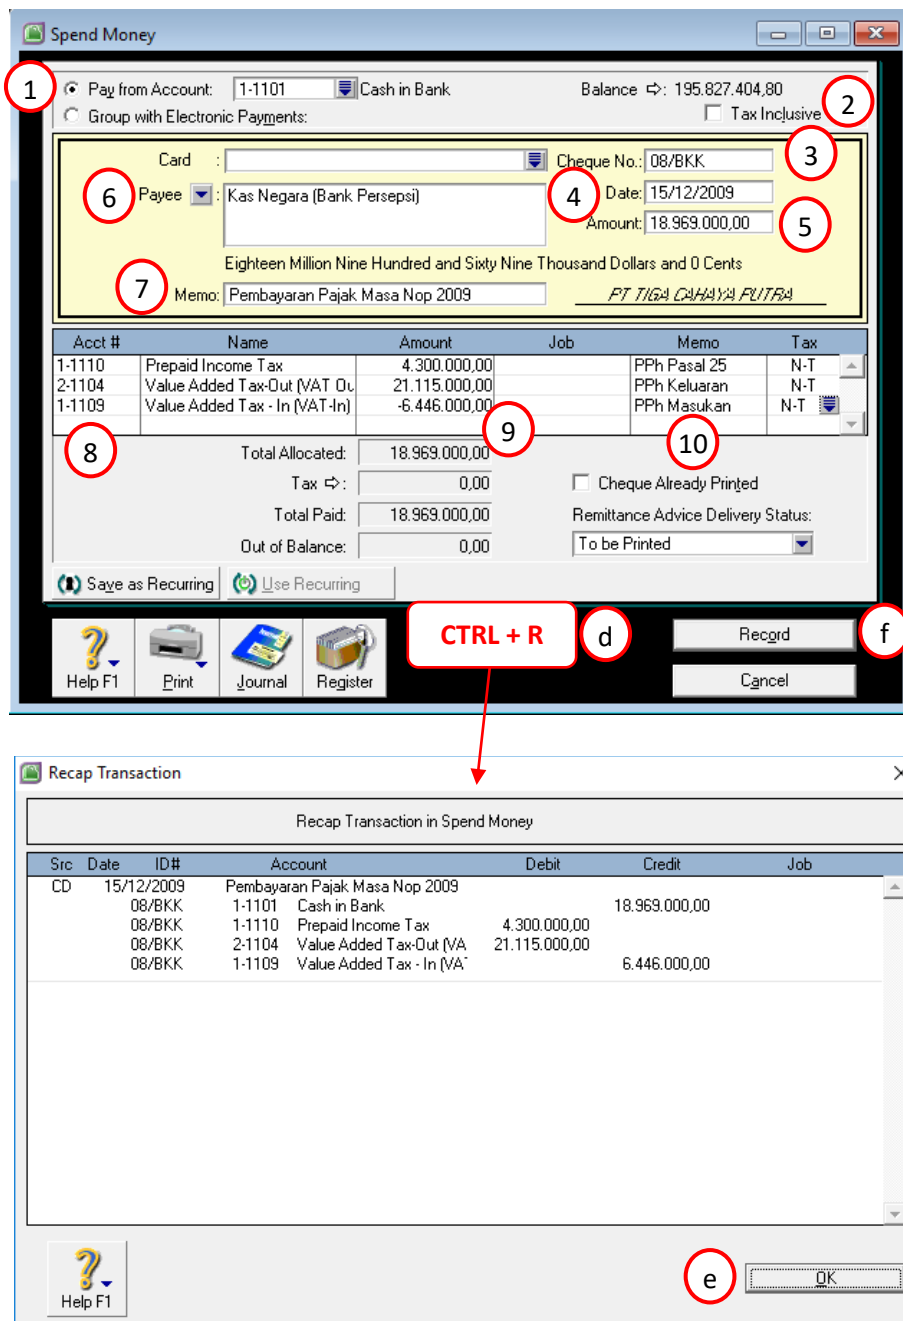 Spend Money
1 Pay from Account: 1-1101 Cash in Bank Balance ⇨: 195.827.404,80
Group with Electronic Payments: Tax Inclusive 2
Card : Cheque No.: 08/BKK 3
6 Payee : Kas Negara (Bank Persepsi) 4 Date: 15/12/2009
Amount: 18.969.000,00 5
Eighteen Million Nine Hundred and Sixty Nine Thousand Dollars and 0 Cents
7 Memo: Pembayaran Pajak Masa Nop 2009 PT TIGA CAHAYA PUTRA
Acct # Name Amount Job Memo Tax
1-1110 Prepaid Income Tax 4.300.000,00 PPh Pasal 25 N-T
2-1104 Value Added Tax-Out (VAT Ou 21.115.000,00 PPh Keluaran N-T
1-1109 Value Added Tax - In (VAT-In) -6.446.000,00 PPh Masukan N-T
8 9 10
Total Allocated: 18.969.000,00
Tax ⇨: 0,00 Cheque Already Printed
Total Paid: 18.969.000,00 Remittance Advice Delivery Status:
Out of Balance: 0,00 To be Printed
Save as Recurring Use Recurring
CTRL + R d Record f
Help F1 Print Journal Register Cancel
Recap Transaction
Recap Transaction in Spend Money
Src Date ID# Account Debit Credit Job
CD 15/12/2009 Pembayaran Pajak Masa Nop 2009
08/BKK 1-1101 Cash in Bank 18.969.000,00
08/BKK 1-1110 Prepaid Income Tax 4.300.000,00
08/BKK 2-1104 Value Added Tax-Out (VA 21.115.000,00
08/BKK 1-1109 Value Added Tax - In (VA 6.446.000,00
e OK
Help F1